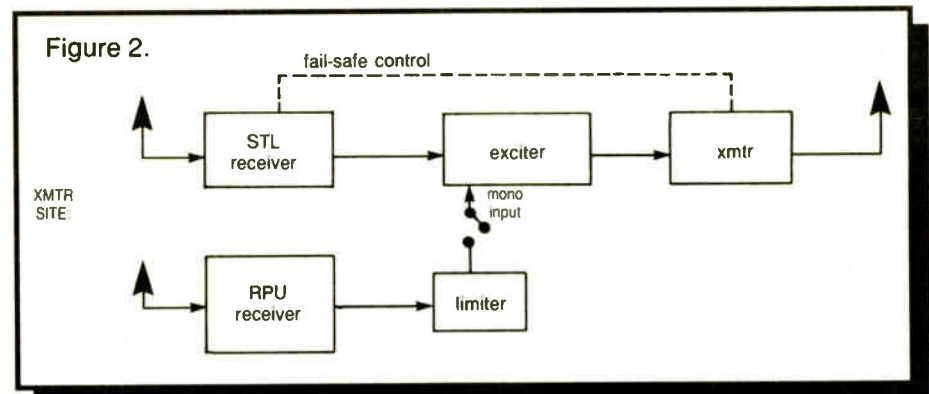 Figure 2.
fail-safe control
STL
receiver
exciter
xmtr
XMTR
SITE:
mono
input
RPU
receiver
limiter